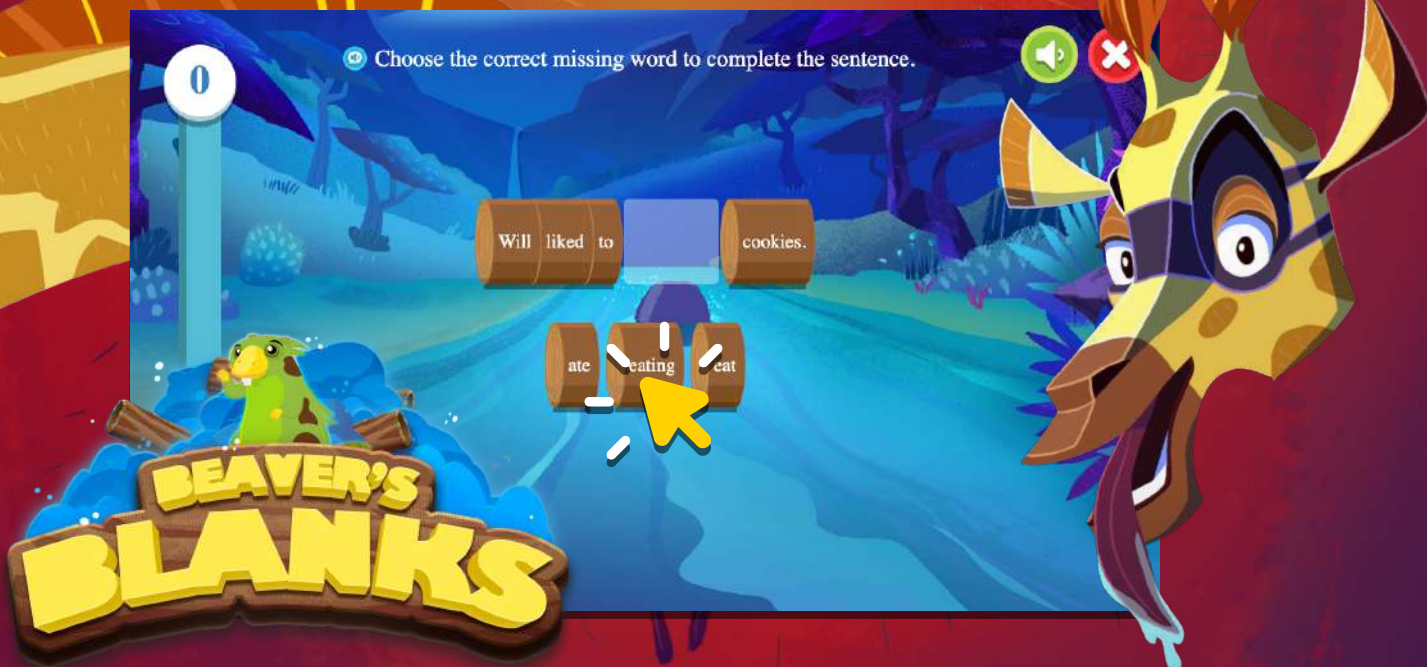 0
Choose the correct missing word to complete the sentence.
Will liked to cookies.
ate eating eat
BEAVER'S
BLANKS